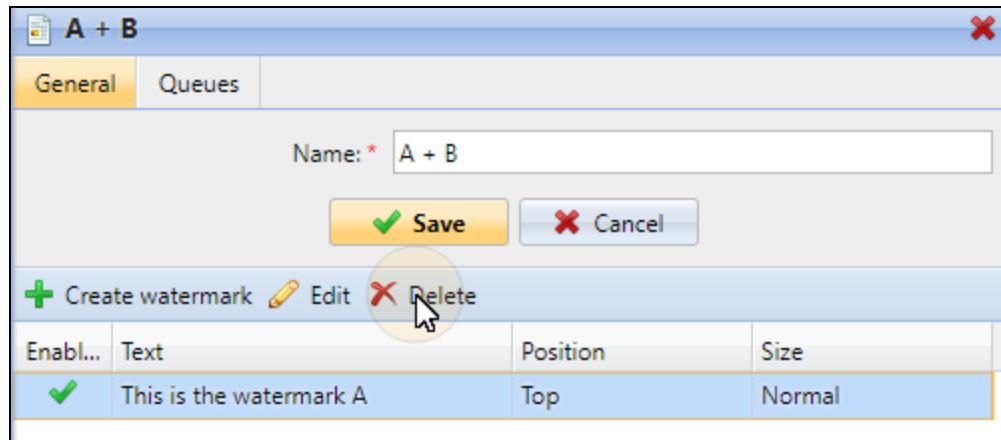 A + B
General Queues
Name: * A + B
Save Cancel
Create watermark Edit Delete
Enabl... Text Position Size
This is the watermark A Top Normal